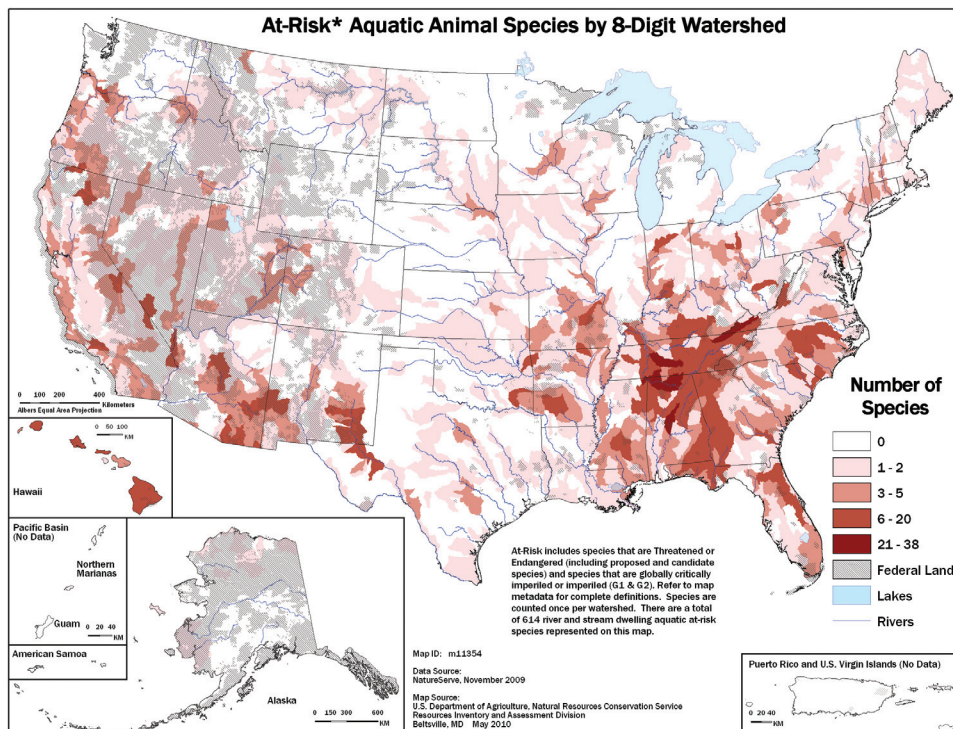 At-Risk* Aquatic Animal Species by 8-Digit Watershed
0 100 200 400
Kilometers
Albers Equal Area Projection
0 50 100
KM
Hawaii
Pacific Basin
(No Data)
Northern
Marianas
Guam
0 20 40
KM
American Samoa
Alaska
0 150 300 600
KM
Number of
Species
0
1 - 2
3 - 5
6 - 20
21 - 38
Federal Land
Lakes
Rivers
At-Risk includes species that are Threatened or
Endangered (including proposed and candidate
species) and species that are globally critically
imperiled or imperiled (G1 & G2). Refer to map
metadata for complete definitions. Species are
counted once per watershed. There are a total
of 614 river and stream dwelling aquatic at-risk
species represented on this map.
Map ID: m11354
Data Source:
NatureServe, November 2009
Map Source:
U.S. Department of Agriculture, Natural Resources Conservation Service
Resources Inventory and Assessment Division
Beltsville, MD May 2010
Puerto Rico and U.S. Virgin Islands (No Data)
0 20 40
KM